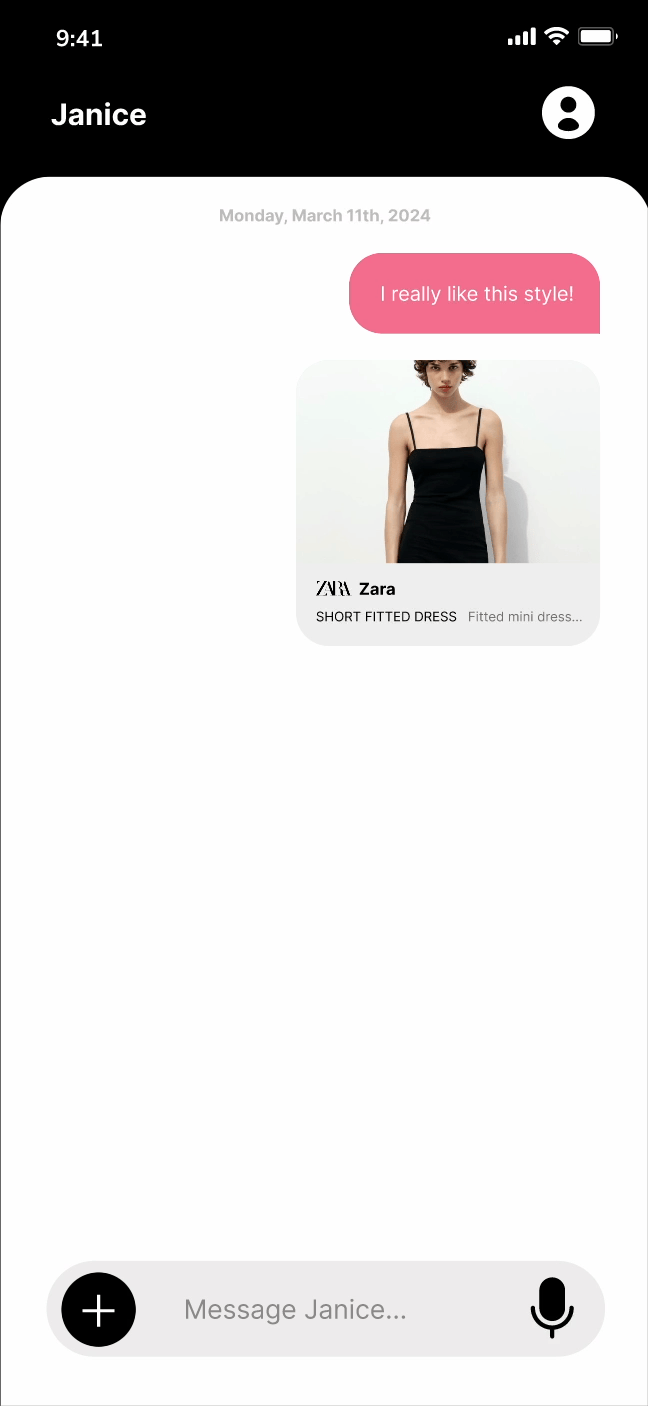 9:41
Janice
Monday, March 11th, 2024
I really like this style!
ZARA Zara
SHORT FITTED DRESS Fitted mini dress...
Message Janice...